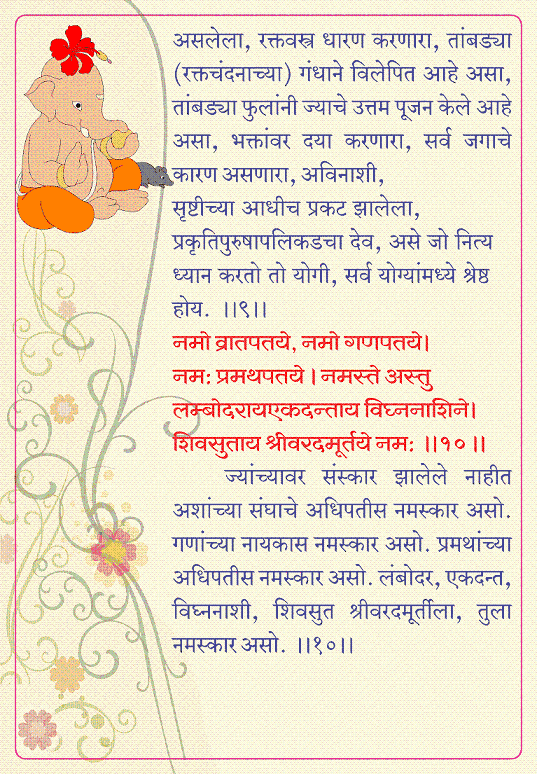 असलेला, रक्तवस्त्र धारण करणारा, तांबड्या
(रक्तचंदनाच्या) गंधाने विलेपित आहे असा,
तांबड्या फुलांनी ज्याचे उत्तम पूजन केले आहे
असा, भक्तांवर दया करणारा, सर्व जगाचे
कारण असणारा, अविनाशी,
सृष्टीच्या आधीच प्रकट झालेला,
प्रकृतिपुरुषापलिकडचा देव, असे जो नित्य
ध्यान करतो तो योगी, सर्व योग्यांमध्ये श्रेष्ठ
होय. ।।९।।
नमो व्रातपतये, नमो गणपतये।
नमः प्रमथपतये । नमस्ते अस्तु
लम्बोदरायएकदन्ताय विघ्ननाशिने।
शिवसुताय श्रीवरदमूर्तये नमः ।।१०।।
ज्यांच्यावर संस्कार झालेले नाहीत
अशांच्या संघाचे अधिपतीस नमस्कार असो.
गणांच्या नायकास नमस्कार असो. प्रमथांच्या
अधिपतीस नमस्कार असो. लंबोदर, एकदन्त,
विघ्ननाशी, शिवसुत श्रीवरदमूर्तीला, तुला
नमस्कार असो. ।।१०।।